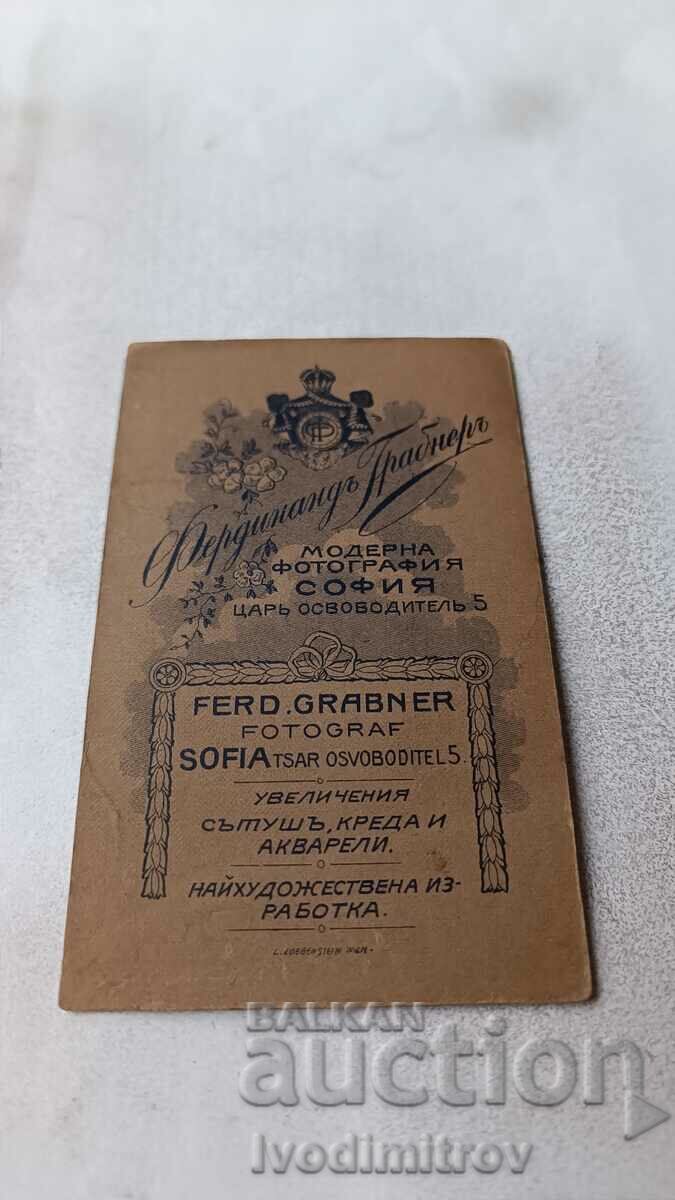 Фердинандъ Грабнеръ
МОДЕРНА
ФОТОГРАФИЯ
СОФИЯ
ЦАРЬ ОСВОБОДИТЕЛЬ 5
FERD. GRABNER
FOTOGRAF
SOFIA TSAR OSVOBODITEL 5.
УВЕЛИЧЕНИЯ
СЪТУШЪ, КРЕДА И
АКВАРЕЛИ.
НАЙХУДОЖЕСТВЕНА ИЗ-
РАБОТКА.
BALKAN
auction
Ivodimitrov